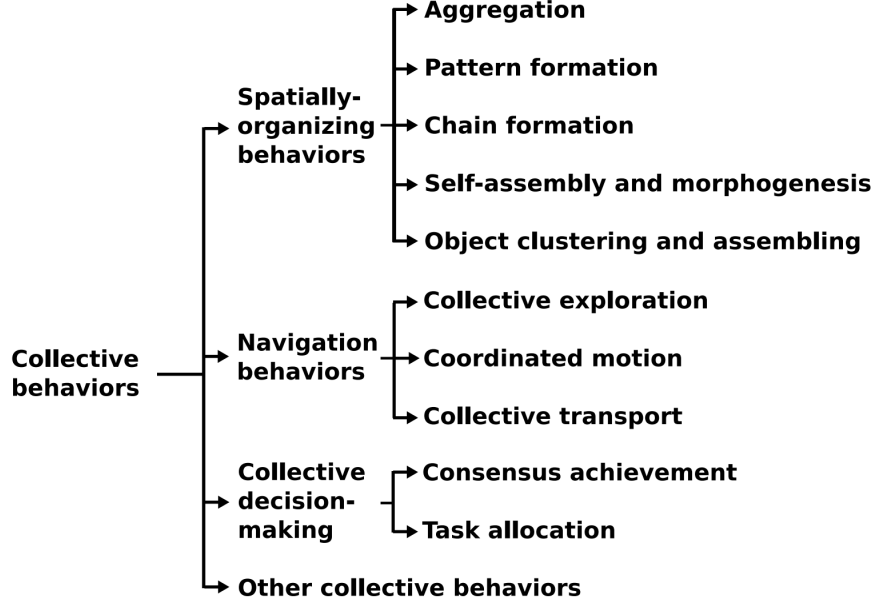 Aggregation
Pattern formation
Spatially-
organizing
behaviors
Chain formation
Self-assembly and morphogenesis
Object clustering and assembling
Collective exploration
Navigation
behaviors
Coordinated motion
Collective
behaviors
Collective transport
Collective
decision-
making
Consensus achievement
Task allocation
Other collective behaviors